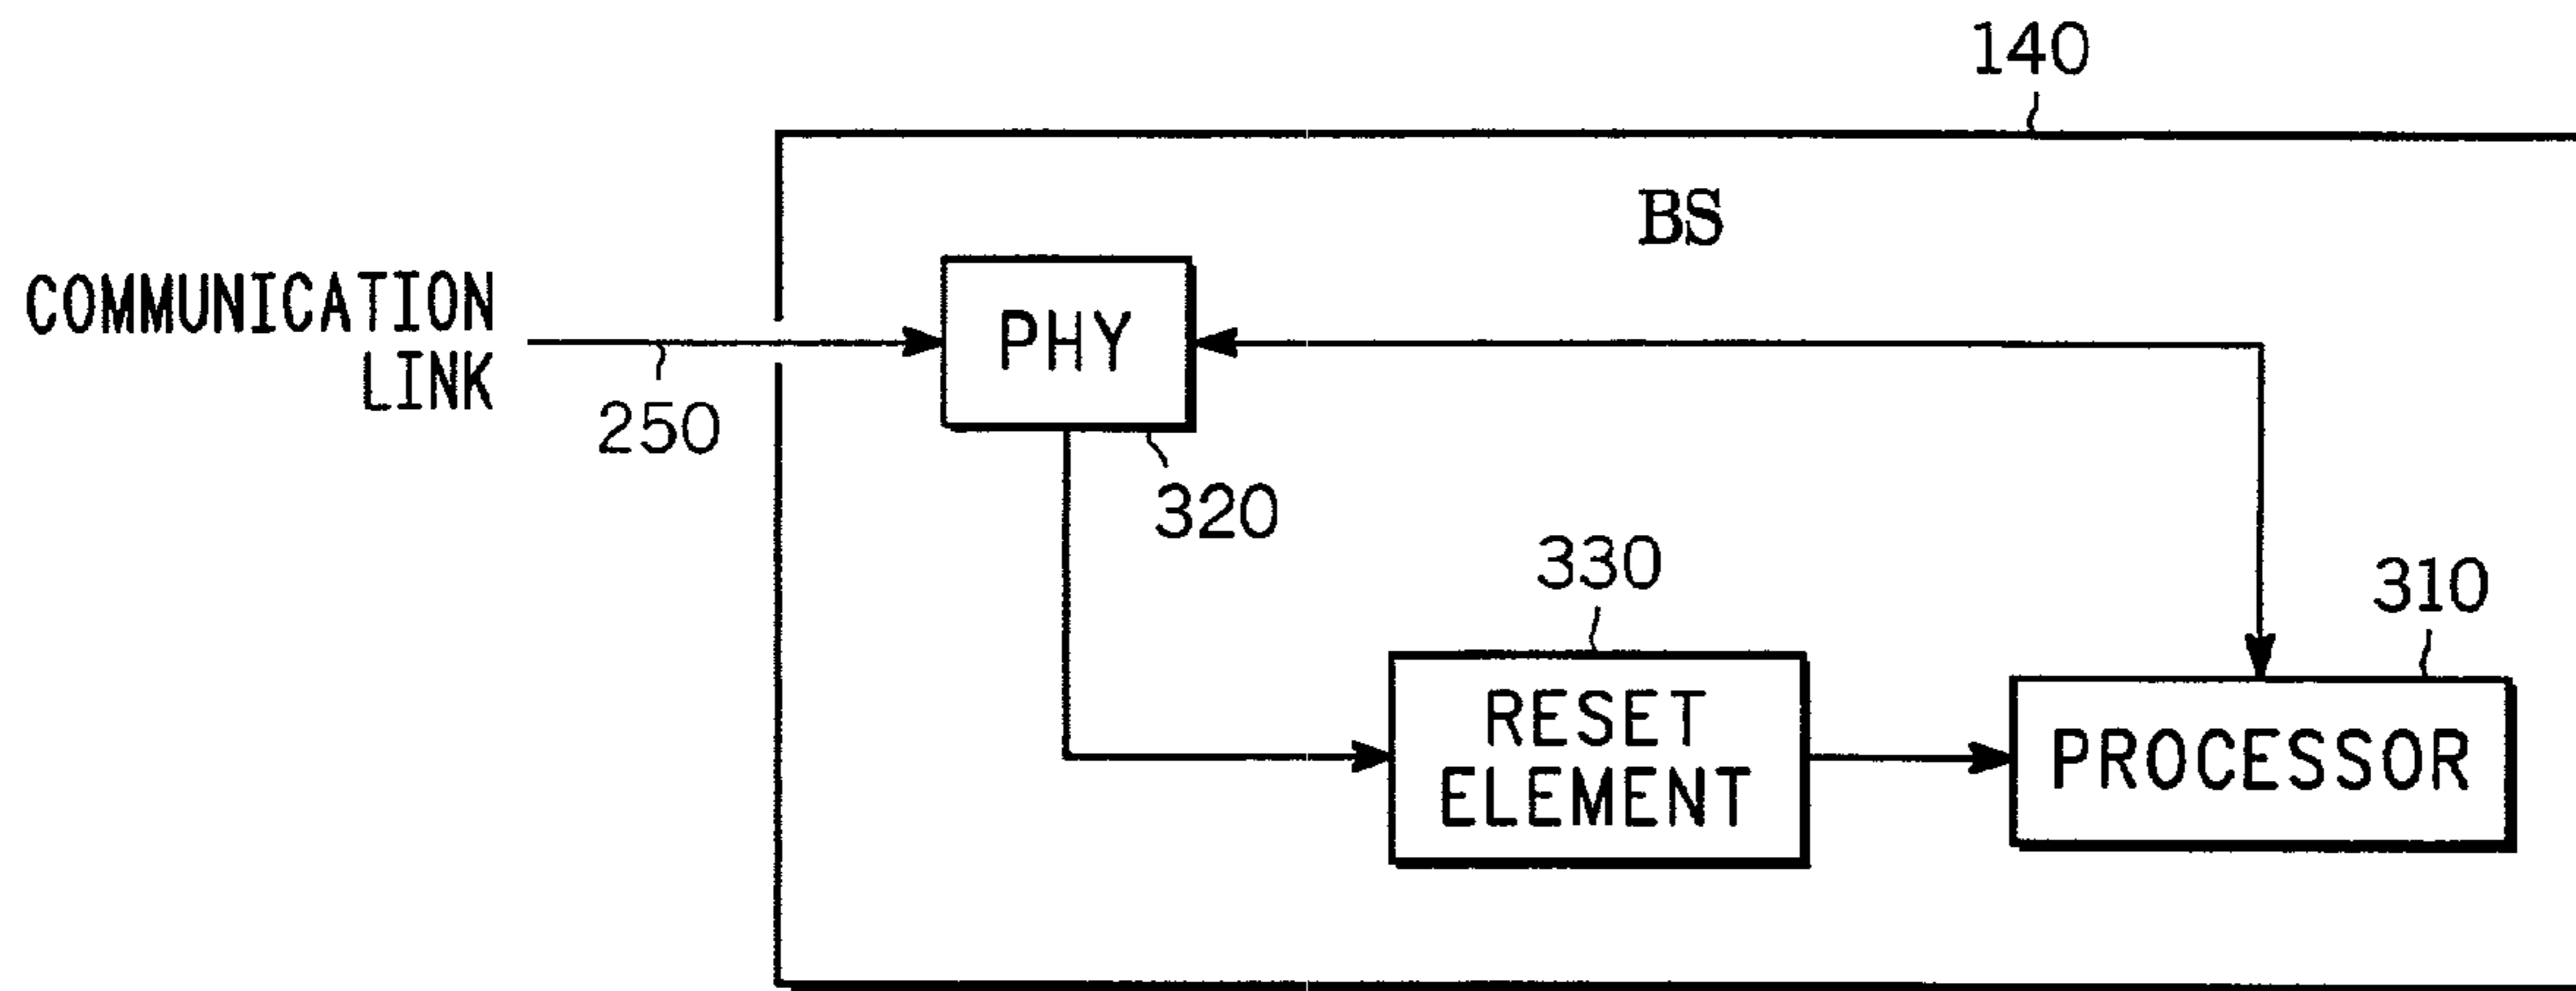 140
BS
COMMUNICATION
LINK
250
PHY
320
330
RESET
ELEMENT
310
PROCESSOR